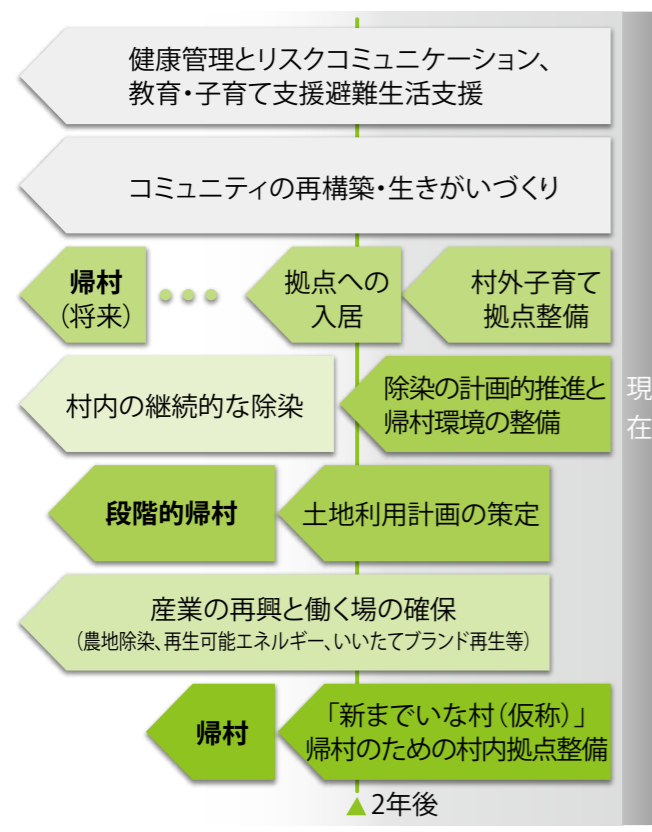 健康管理とリスクコミュニケーション、
教育・子育て支援避難生活支援
コミュニティの再構築・生きがいづくり
帰村
（将来）
拠点への
入居
村外子育て
拠点整備
村内の継続的な除染
除染の計画的推進と
帰村環境の整備
現
在
段階的帰村
土地利用計画の策定
産業の再興と働く場の確保
（農地除染、再生可能エネルギー、いいたてブランド再生等）
帰村
「新までいな村（仮称）」
帰村のための村内拠点整備
▲2年後